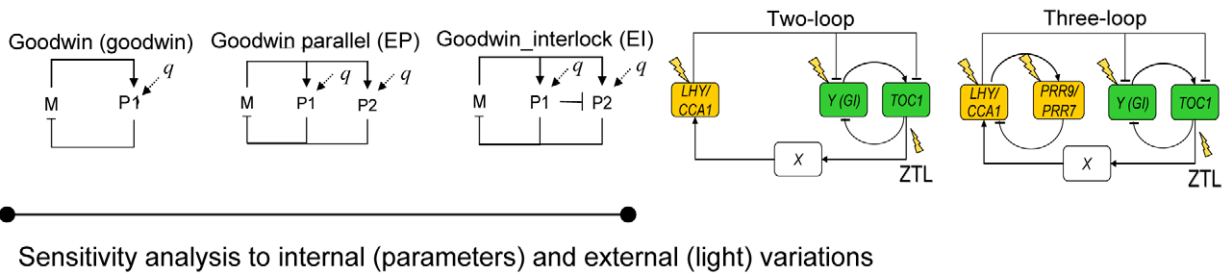 Goodwin (goodwin)
M
P1
q
Goodwin parallel (EP)
M
P1
q
P2
q
Goodwin_interlock (EI)
M
P1
q
P2
q
Two-loop
LHY/
CCA1
Y (GI)
TOC1
X
ZTL
Three-loop
LHY/
CCA1
PRR9/
PRR7
Y (GI)
TOC1
X
ZTL
Sensitivity analysis to internal (parameters) and external (light) variations